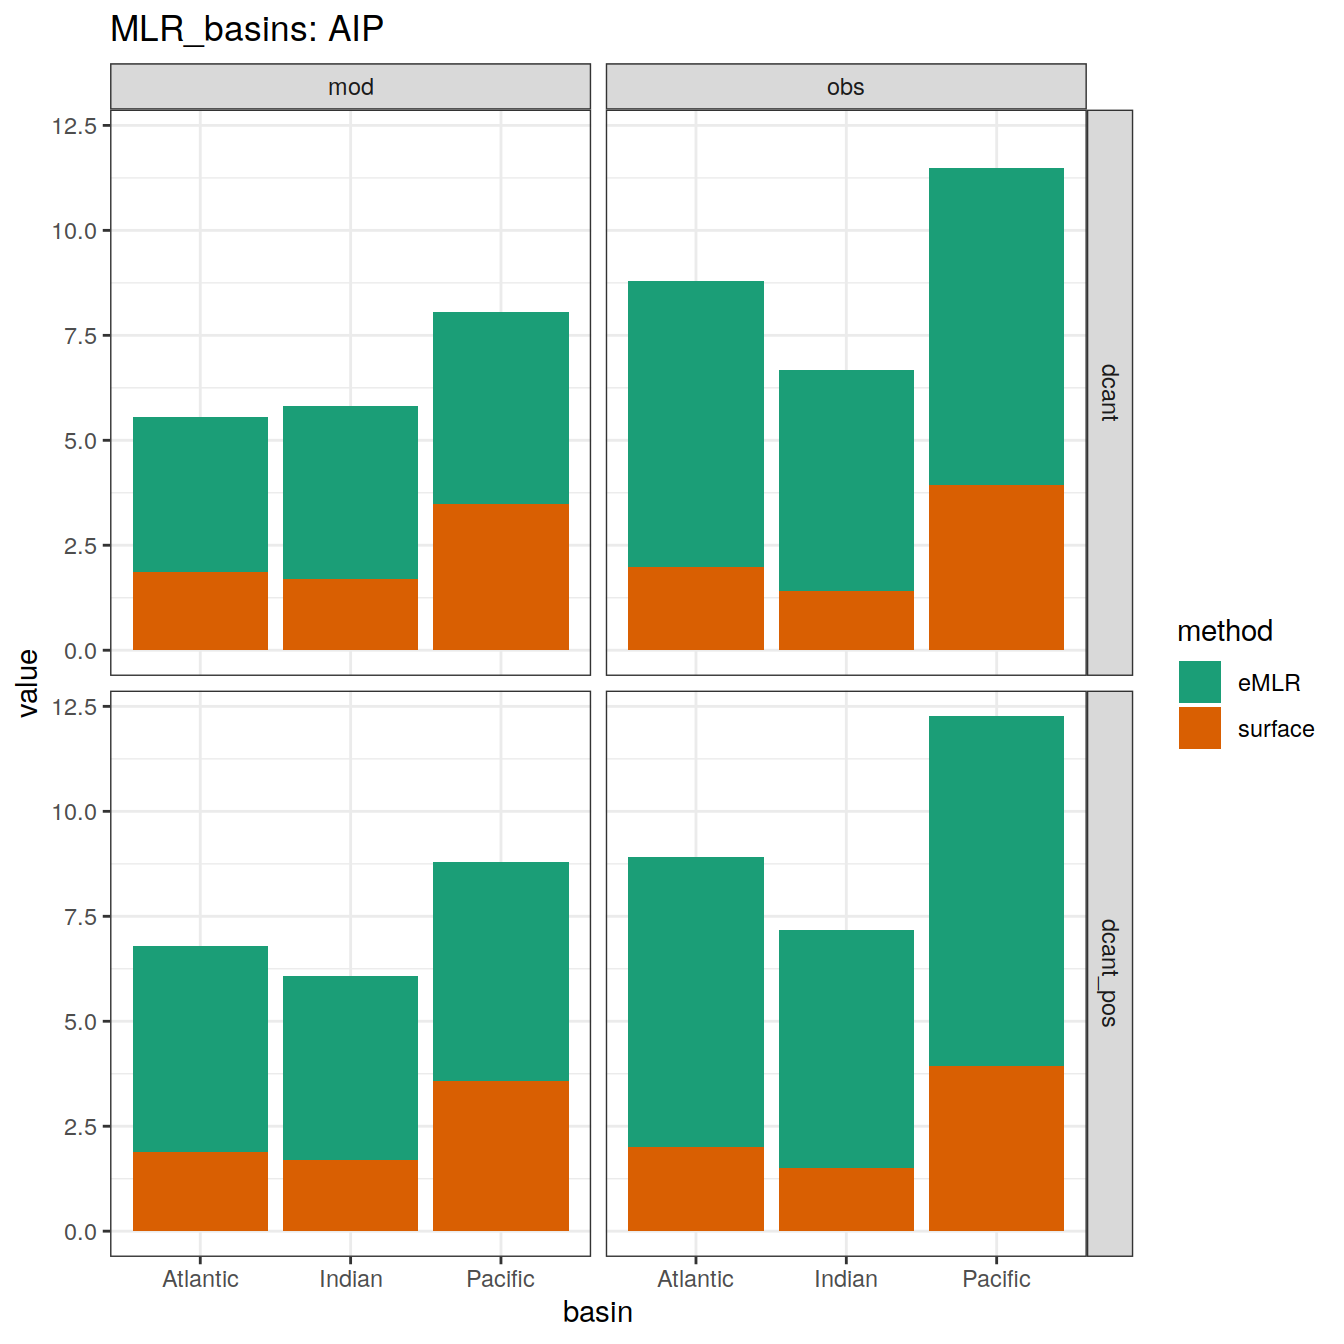 MLR_basins: AIP
mod
obs
12.5
10.0
7.5
5.0
2.5
0.0
dcant
12.5
10.0
7.5
5.0
2.5
0.0
dcant_pos
value
Atlantic
Indian
Pacific
Atlantic
Indian
Pacific
basin
method
eMLR
surface